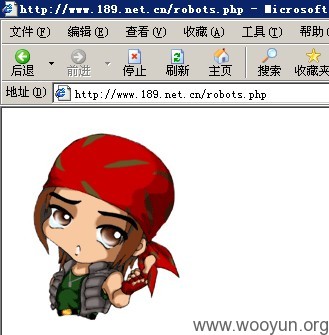 http://www.189.net.cn/robots.php - Microsoft
文件(F) 编辑(E) 查看(V) 收藏(A) 工具(T) 帮助
后退 前进 停止 刷新 主页 搜索 收藏夹
地址(D) http://www.189.net.cn/robots.php
www.wooyun.org